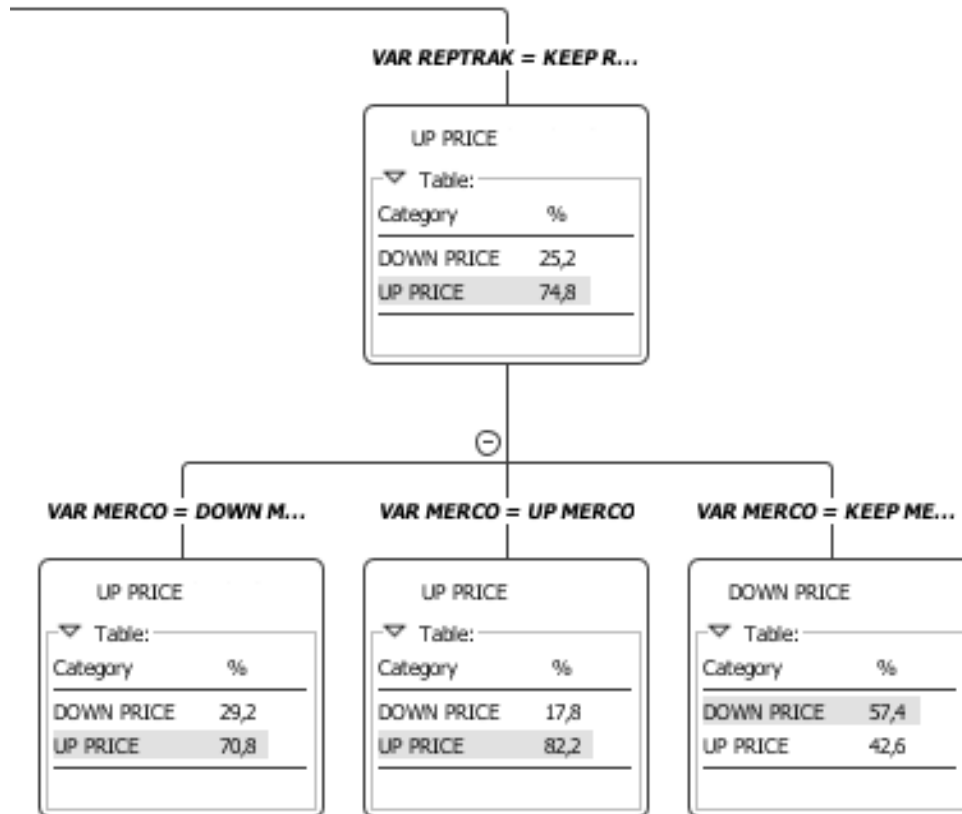 VAR REPTRAK = KEEP R...
UP PRICE
Table:
Category %
DOWN PRICE 25,2
UP PRICE 74,8
VAR MERCO = DOWN M...
UP PRICE
Table:
Category %
DOWN PRICE 29,2
UP PRICE 70,8
VAR MERCO = UP MERCO
UP PRICE
Table:
Category %
DOWN PRICE 17,8
UP PRICE 82,2
VAR MERCO = KEEP ME...
DOWN PRICE
Table:
Category %
DOWN PRICE 57,4
UP PRICE 42,6